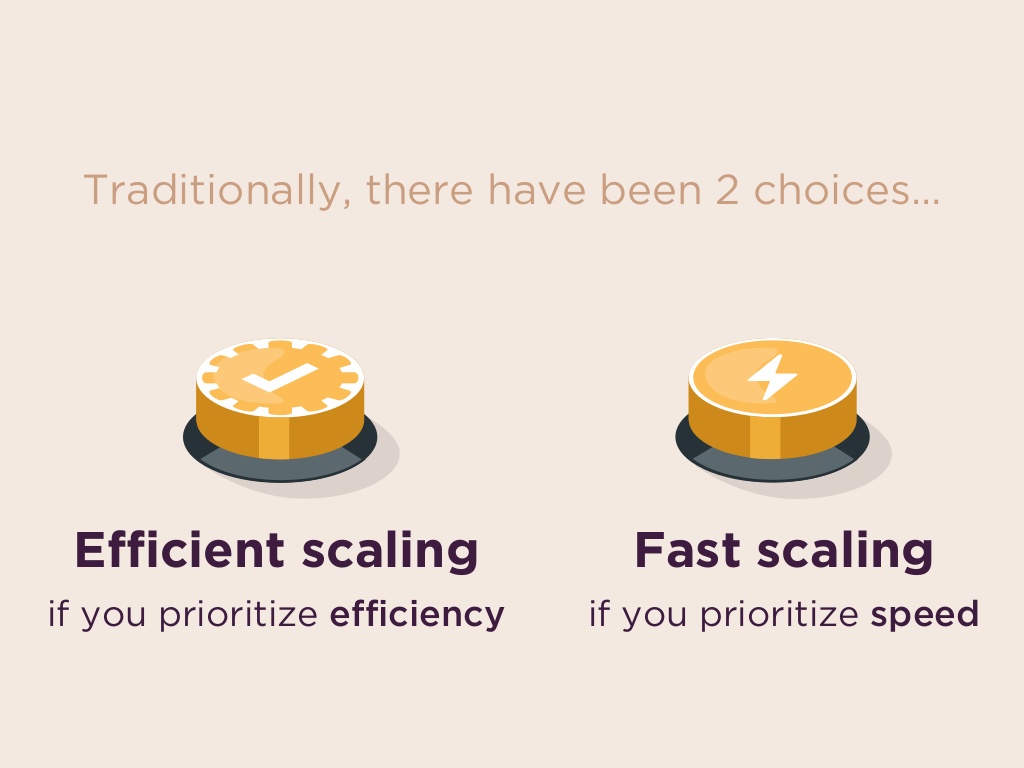 Traditionally, there have been 2 choices...
Efficient scaling
if you prioritize efficiency
Fast scaling
if you prioritize speed